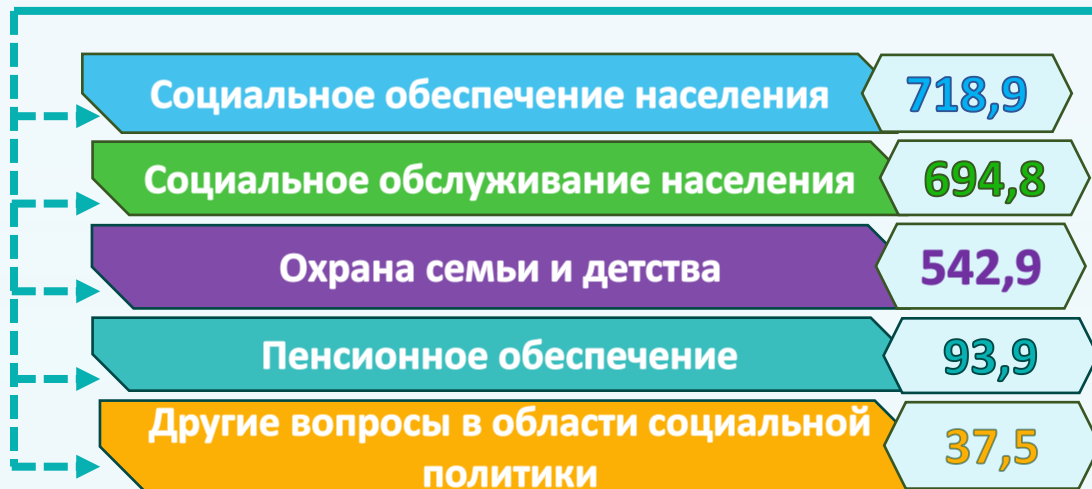 Социальное обеспечение населения 718,9
Социальное обслуживание населения 694,8
Охрана семьи и детства 542,9
Пенсионное обеспечение 93,9
Другие вопросы в области социальной
политики 37,5